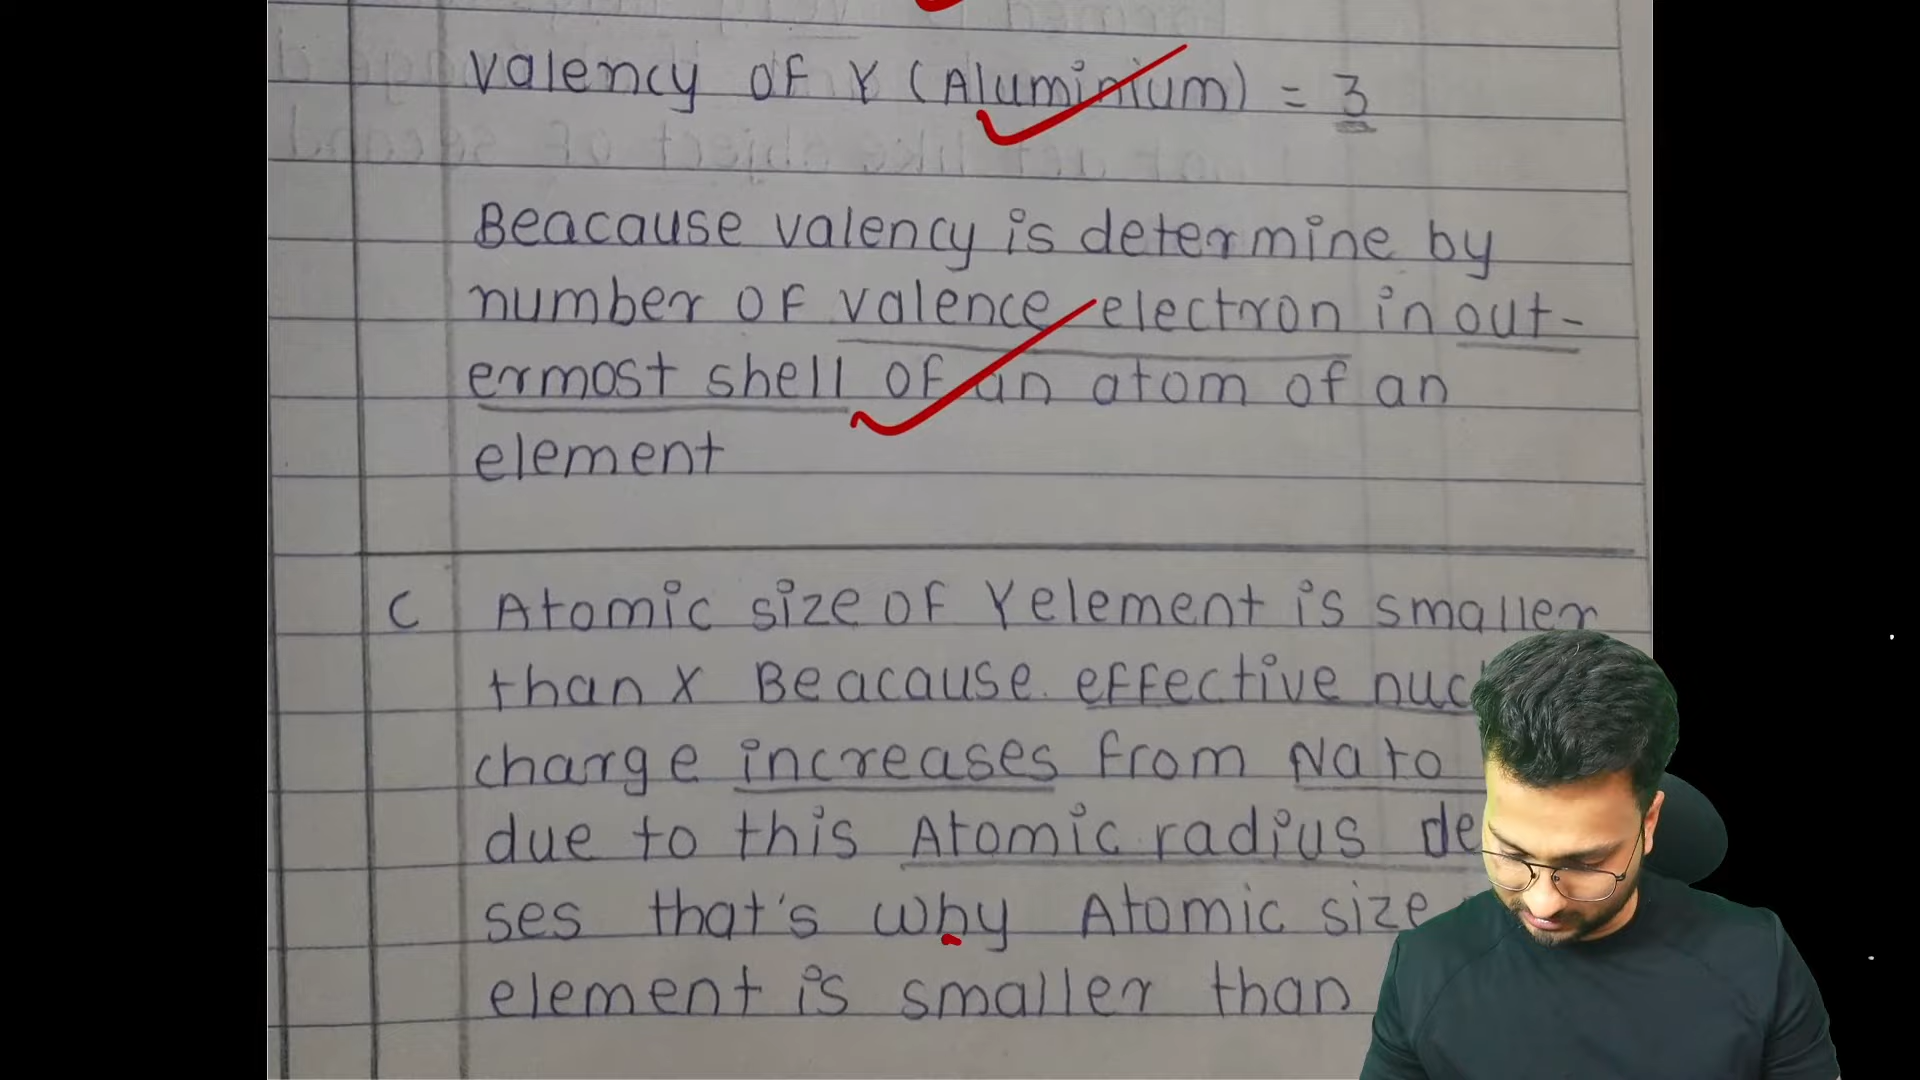 Valency of Y (Aluminium) = 3
Beacause valency is determine by
number of valence electron in out-
ermost shell of an atom of an
element
C Atomic size of Y element is smaller
than X Beacause effective
charge increases from Na to
due to this Atomic radius
ses that's why Atomic size
element is smaller than